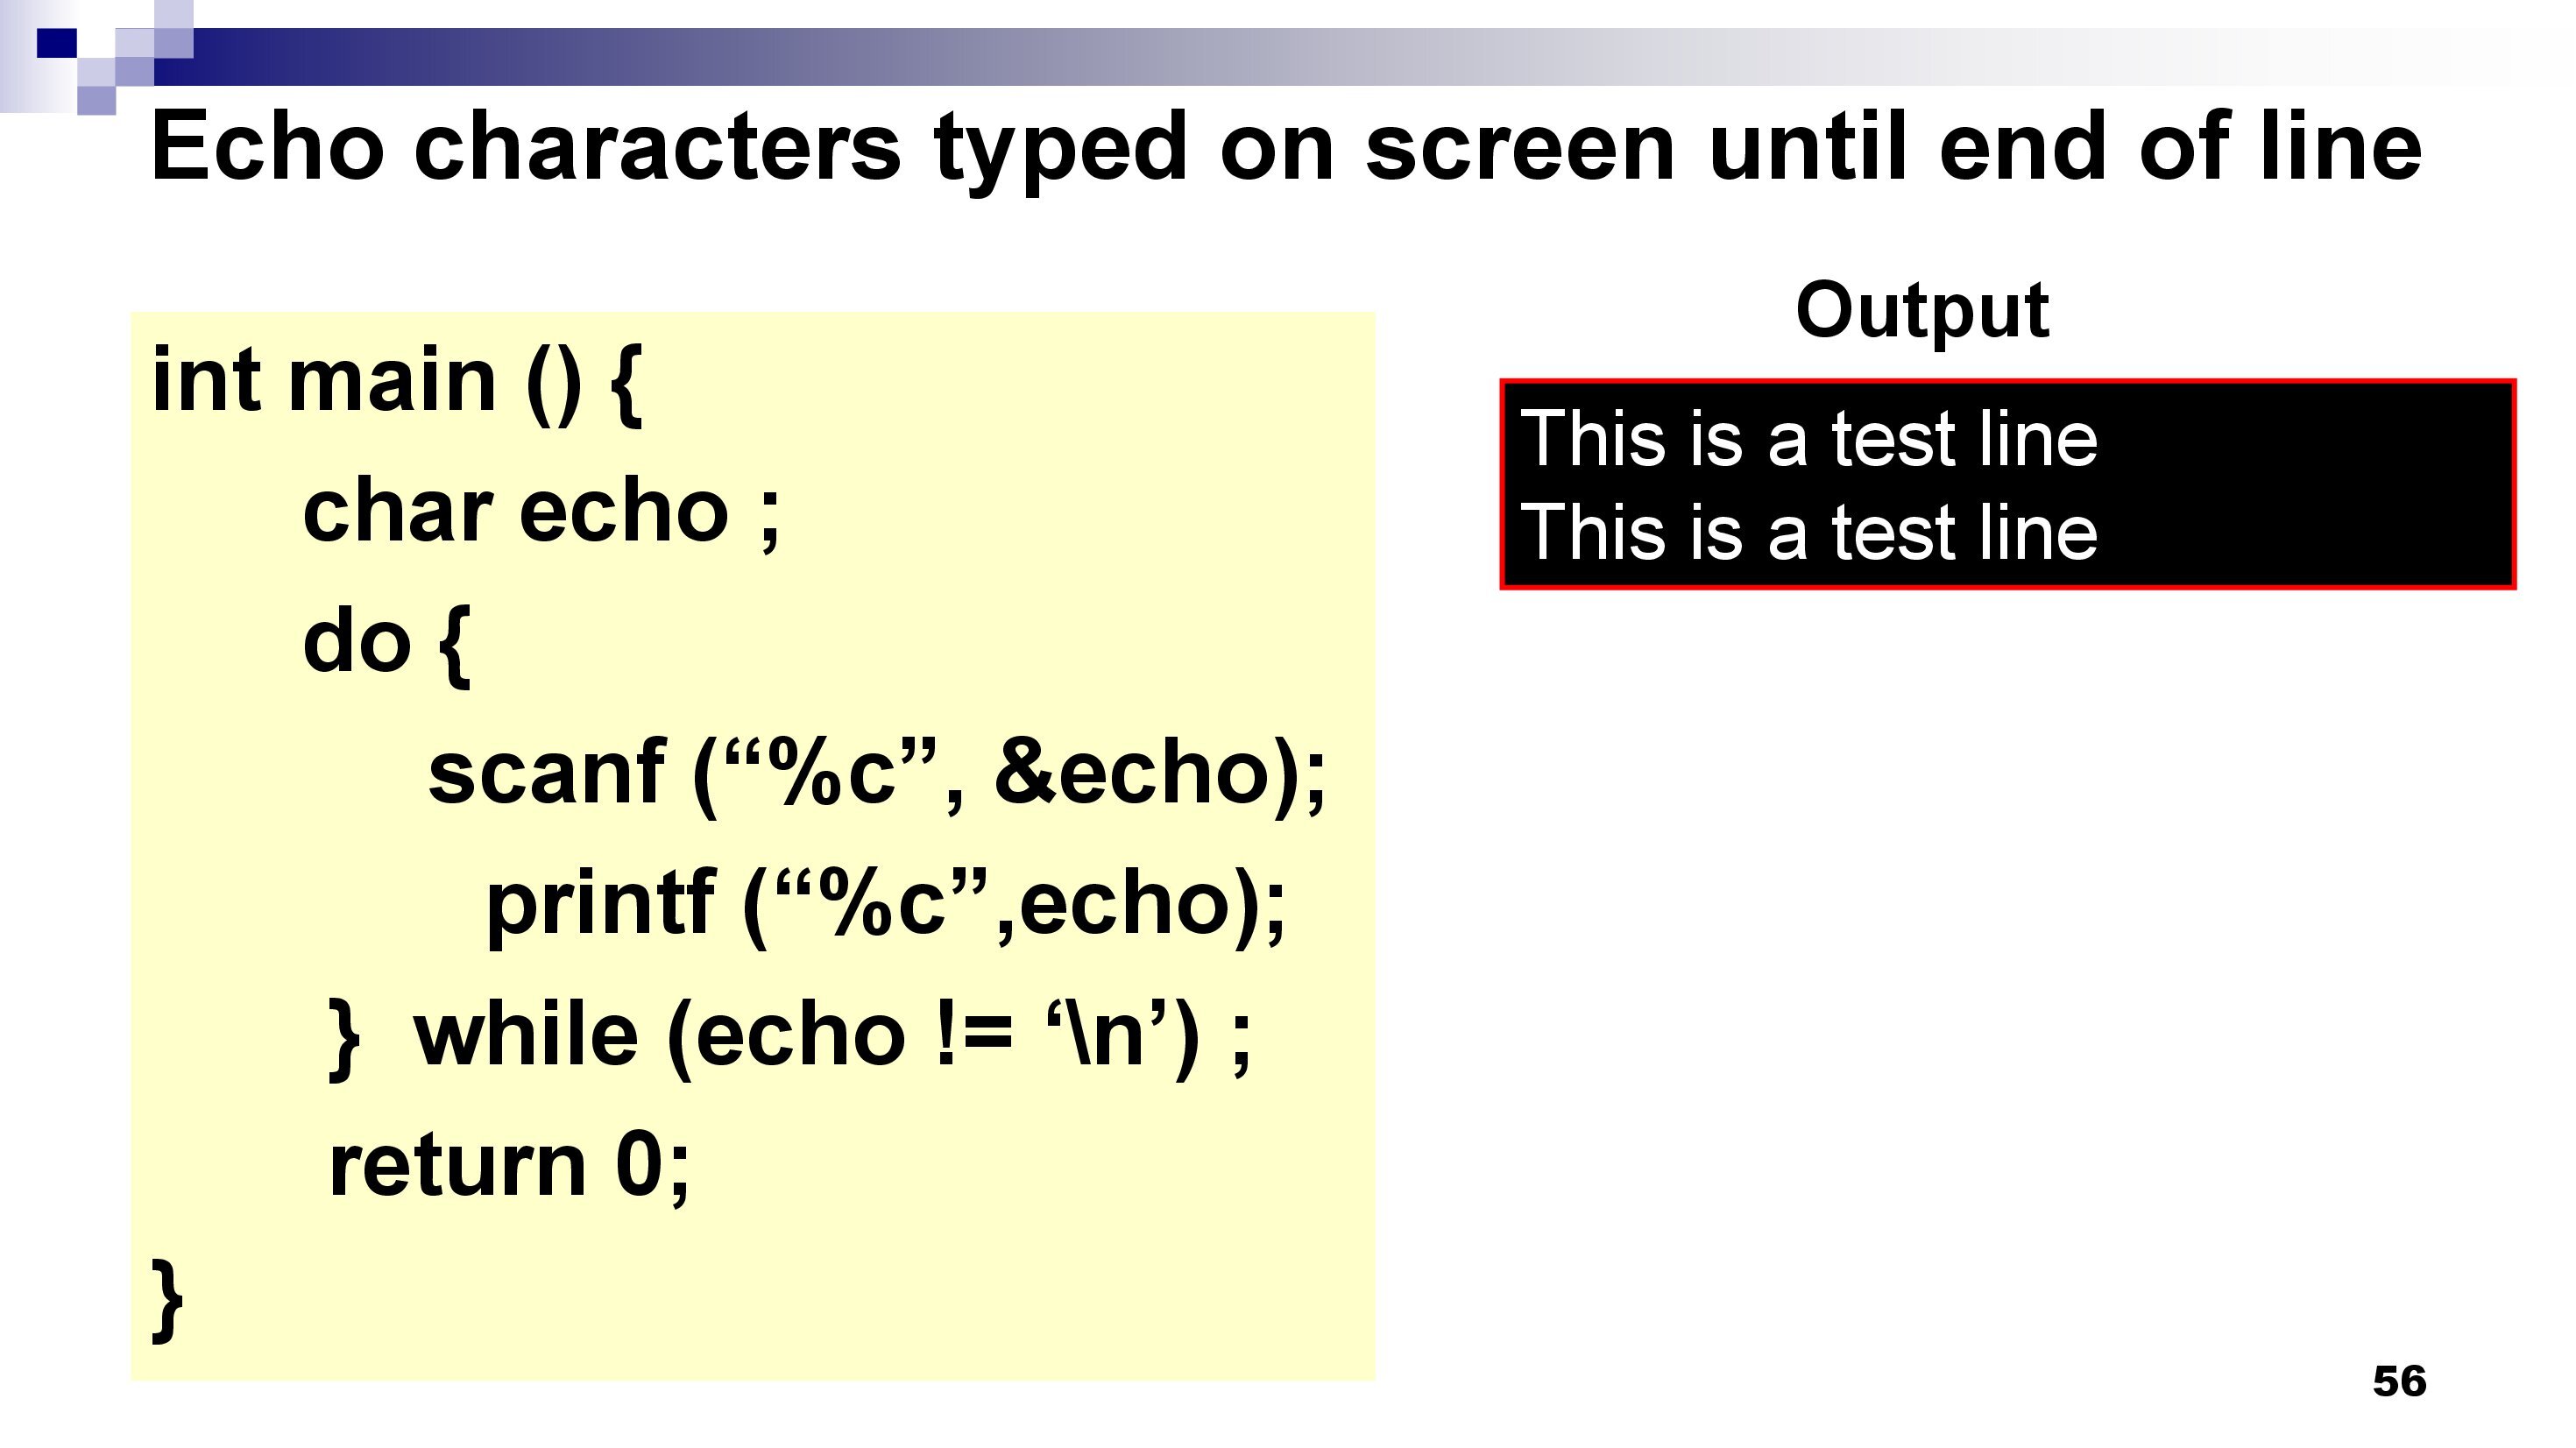 Echo characters typed on screen until end of line
int main () {
char echo ;
do {
scanf (“%c”, &echo);
printf (“%c”,echo);
} while (echo != ‘\n’) ;
return 0;
}
Output
This is a test line
This is a test line
56